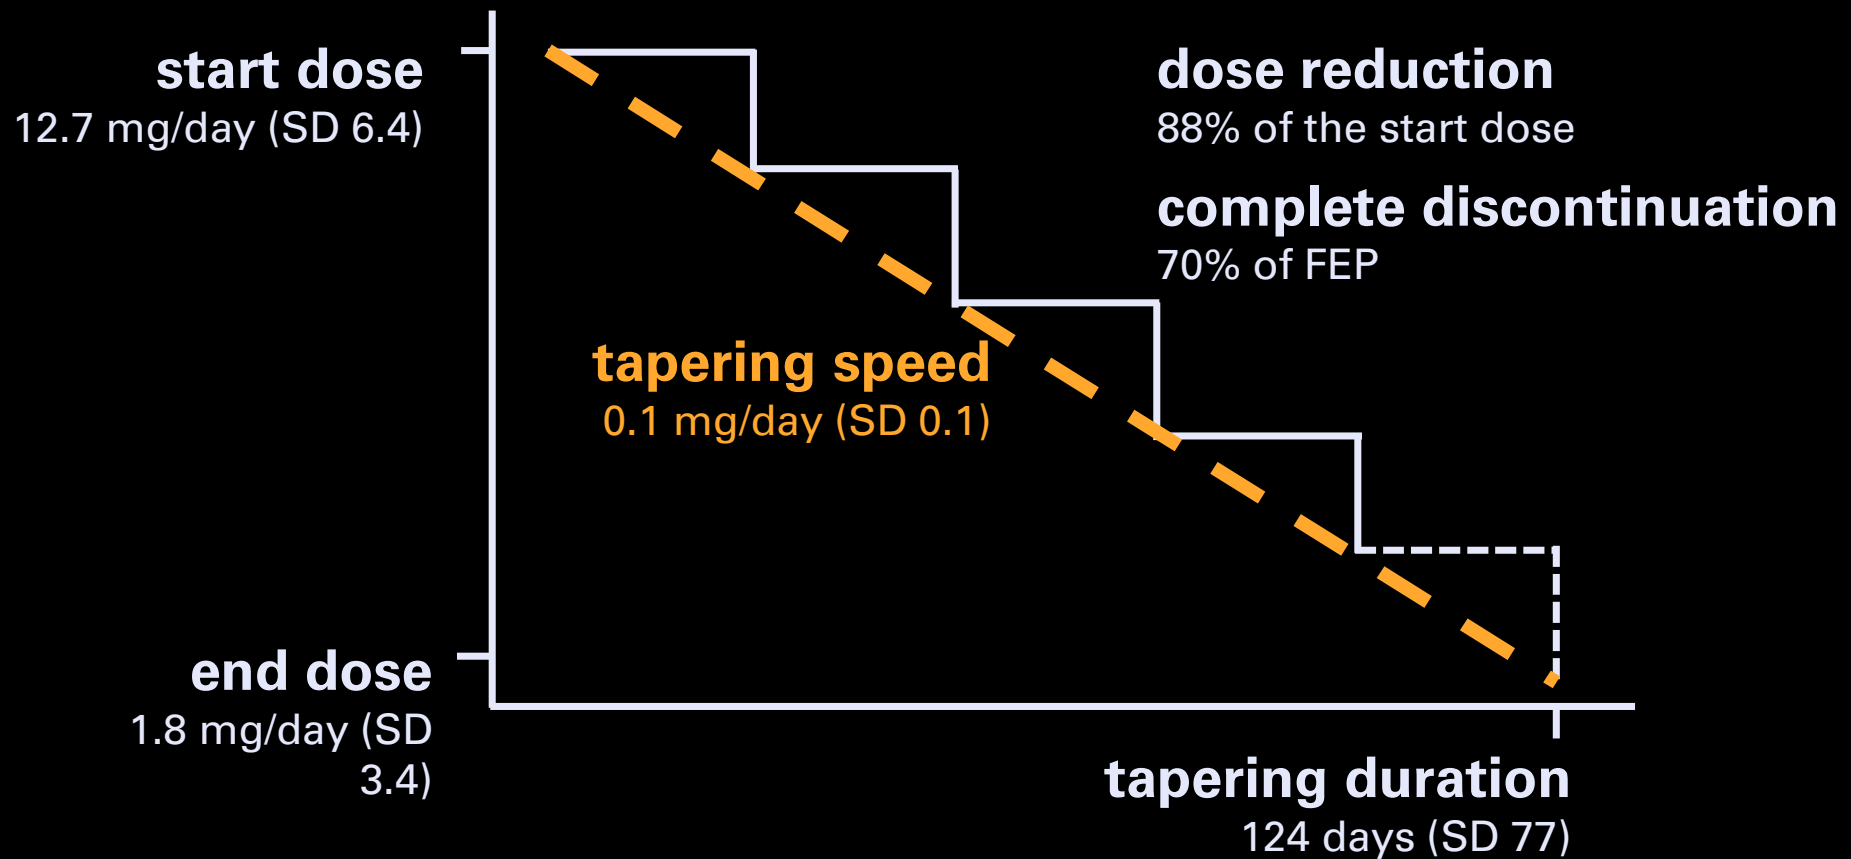 start dose
12.7 mg/day (SD 6.4)
dose reduction
88% of the start dose
complete discontinuation
70% of FEP
tapering speed
0.1 mg/day (SD 0.1)
end dose
1.8 mg/day (SD
3.4)
tapering duration
124 days (SD 77)